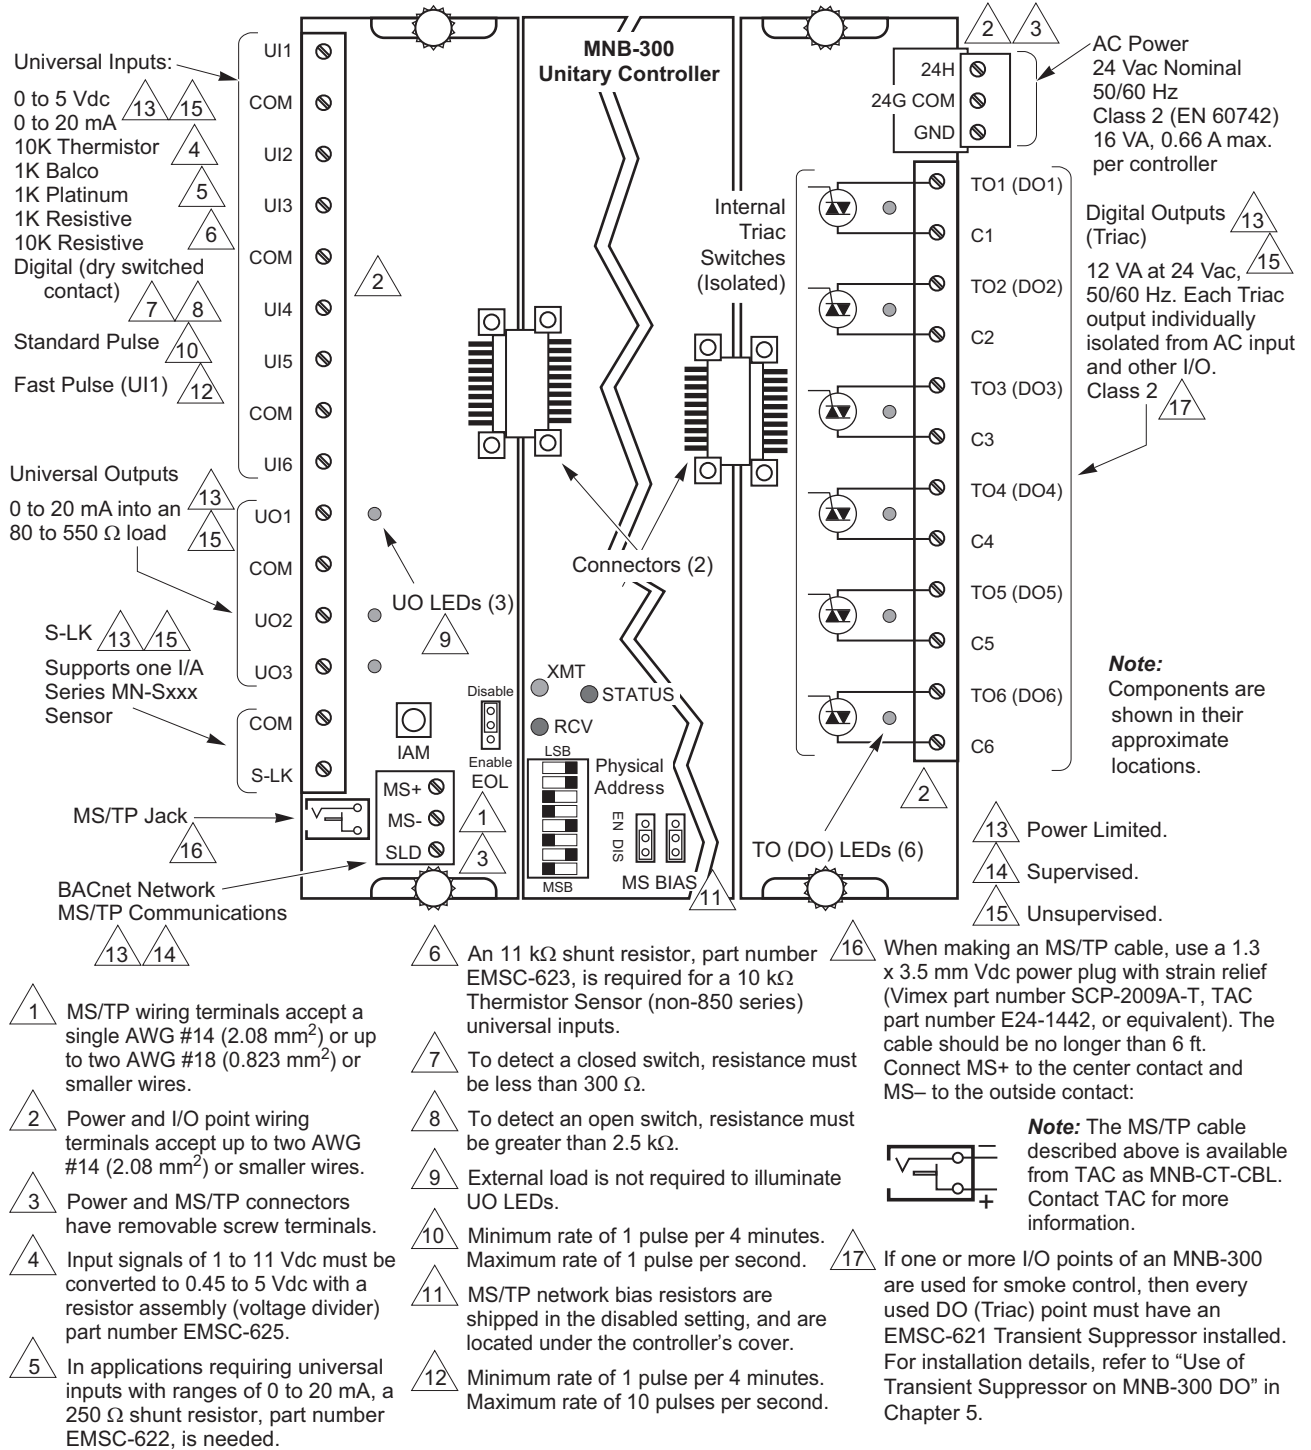 MNB-300
Unitary Controller
Universal Inputs:
0 to 5 Vdc 13 15
0 to 20 mA
10K Thermistor 4
1K Balco
1K Platinum 5
1K Resistive
10K Resistive 6
Digital (dry switched
contact) 7 8
Standard Pulse 10
Fast Pulse (UI1) 12
Universal Outputs
0 to 20 mA into an 13
80 to 550 Ω load 15
S-LK 13 15
Supports one I/A
Series MN-Sxxx
Sensor
MS/TP Jack
16
BACnet Network
MS/TP Communications
13 14
UI1
COM
UI2
UI3
COM
UI4
UI5
COM
UI6
UO1
COM
UO2
UO3
COM
S-LK
2
UO LEDs (3)
9
IAM
Disable
Enable
EOL
MS+
MS-
SLD
1
3
Connectors (2)
XMT
STATUS
RCV
LSB
Physical
Address
MSB
EN DIS
MS BIAS
11
2 3
24H
24G COM
GND
AC Power
24 Vac Nominal
50/60 Hz
Class 2 (EN 60742)
16 VA, 0.66 A max.
per controller
Internal
Triac
Switches
(Isolated)
TO1 (DO1)
C1
TO2 (DO2)
C2
TO3 (DO3)
C3
TO4 (DO4)
C4
TO5 (DO5)
C5
TO6 (DO6)
C6
2
TO (DO) LEDs (6)
Digital Outputs 13
(Triac)
15
12 VA at 24 Vac,
50/60 Hz. Each Triac
output individually
isolated from AC input
and other I/O.
Class 2 17
Note:
Components are
shown in their
approximate
locations.
13 Power Limited.
14 Supervised.
15 Unsupervised.
1 MS/TP wiring terminals accept a
single AWG #14 (2.08 mm2) or up
to two AWG #18 (0.823 mm2) or
smaller wires.
2 Power and I/O point wiring
terminals accept up to two AWG
#14 (2.08 mm2) or smaller wires.
3 Power and MS/TP connectors
have removable screw terminals.
4 Input signals of 1 to 11 Vdc must be
converted to 0.45 to 5 Vdc with a
resistor assembly (voltage divider)
part number EMSC-625.
5 In applications requiring universal
inputs with ranges of 0 to 20 mA, a
250 Ω shunt resistor, part number
EMSC-622, is needed.
6 An 11 kΩ shunt resistor, part number
EMSC-623, is required for a 10 kΩ
Thermistor Sensor (non-850 series)
universal inputs.
7 To detect a closed switch, resistance must
be less than 300 Ω.
8 To detect an open switch, resistance must
be greater than 2.5 kΩ.
9 External load is not required to illuminate
UO LEDs.
10 Minimum rate of 1 pulse per 4 minutes.
Maximum rate of 1 pulse per second.
11 MS/TP network bias resistors are
shipped in the disabled setting, and are
located under the controller's cover.
12 Minimum rate of 1 pulse per 4 minutes.
Maximum rate of 10 pulses per second.
16 When making an MS/TP cable, use a 1.3
x 3.5 mm Vdc power plug with strain relief
(Vimex part number SCP-2009A-T, TAC
part number E24-1442, or equivalent). The
cable should be no longer than 6 ft.
Connect MS+ to the center contact and
MS– to the outside contact:
– +
Note: The MS/TP cable
described above is available
from TAC as MNB-CT-CBL.
Contact TAC for more
information.
17 If one or more I/O points of an MNB-300
are used for smoke control, then every
used DO (Triac) point must have an
EMSC-621 Transient Suppressor installed.
For installation details, refer to “Use of
Transient Suppressor on MNB-300 DO” in
Chapter 5.